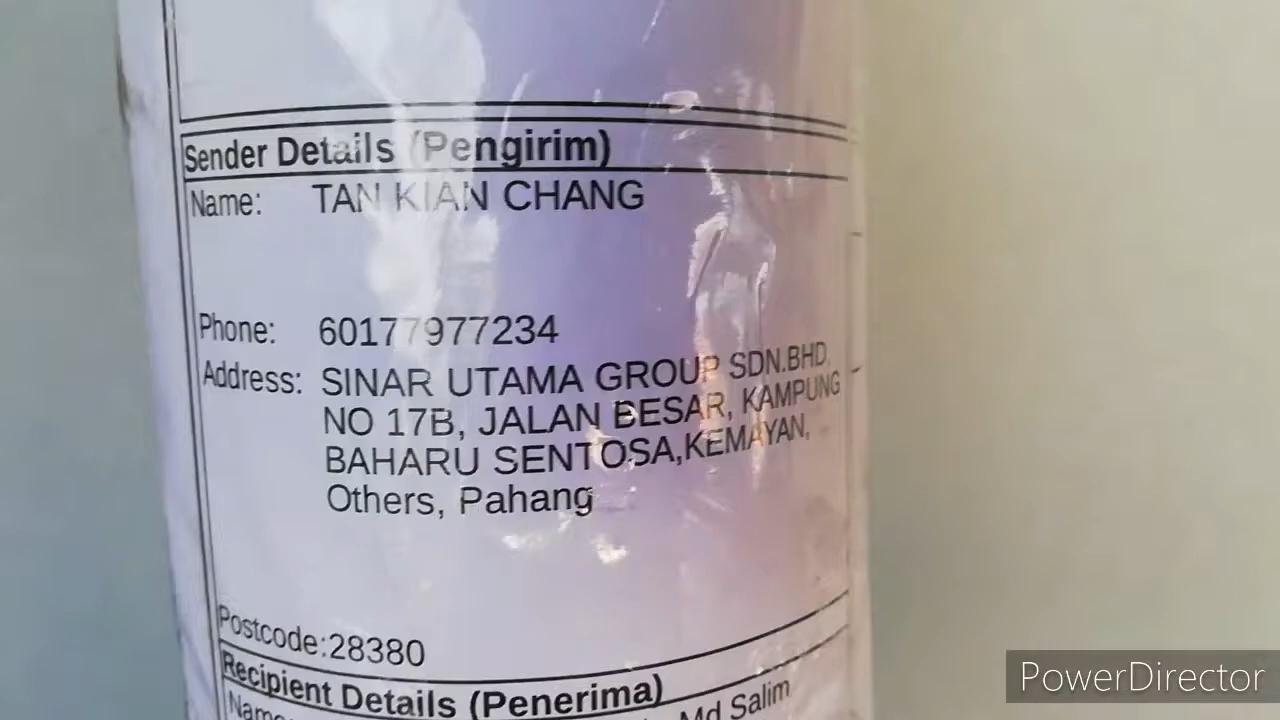 Sender Details (Pengirim)
Name: TAN KIAN CHANG
Phone: 60177977234
Address: SINAR UTAMA GROUP SDN.BHD.
NO 17B, JALAN BESAR, KAMPUNG
BAHARU SENTOSA,KEMAYAN,
Others, Pahang
Postcode:28380
Recipient Details (Penerima)
Name Md Salim
PowerDirector